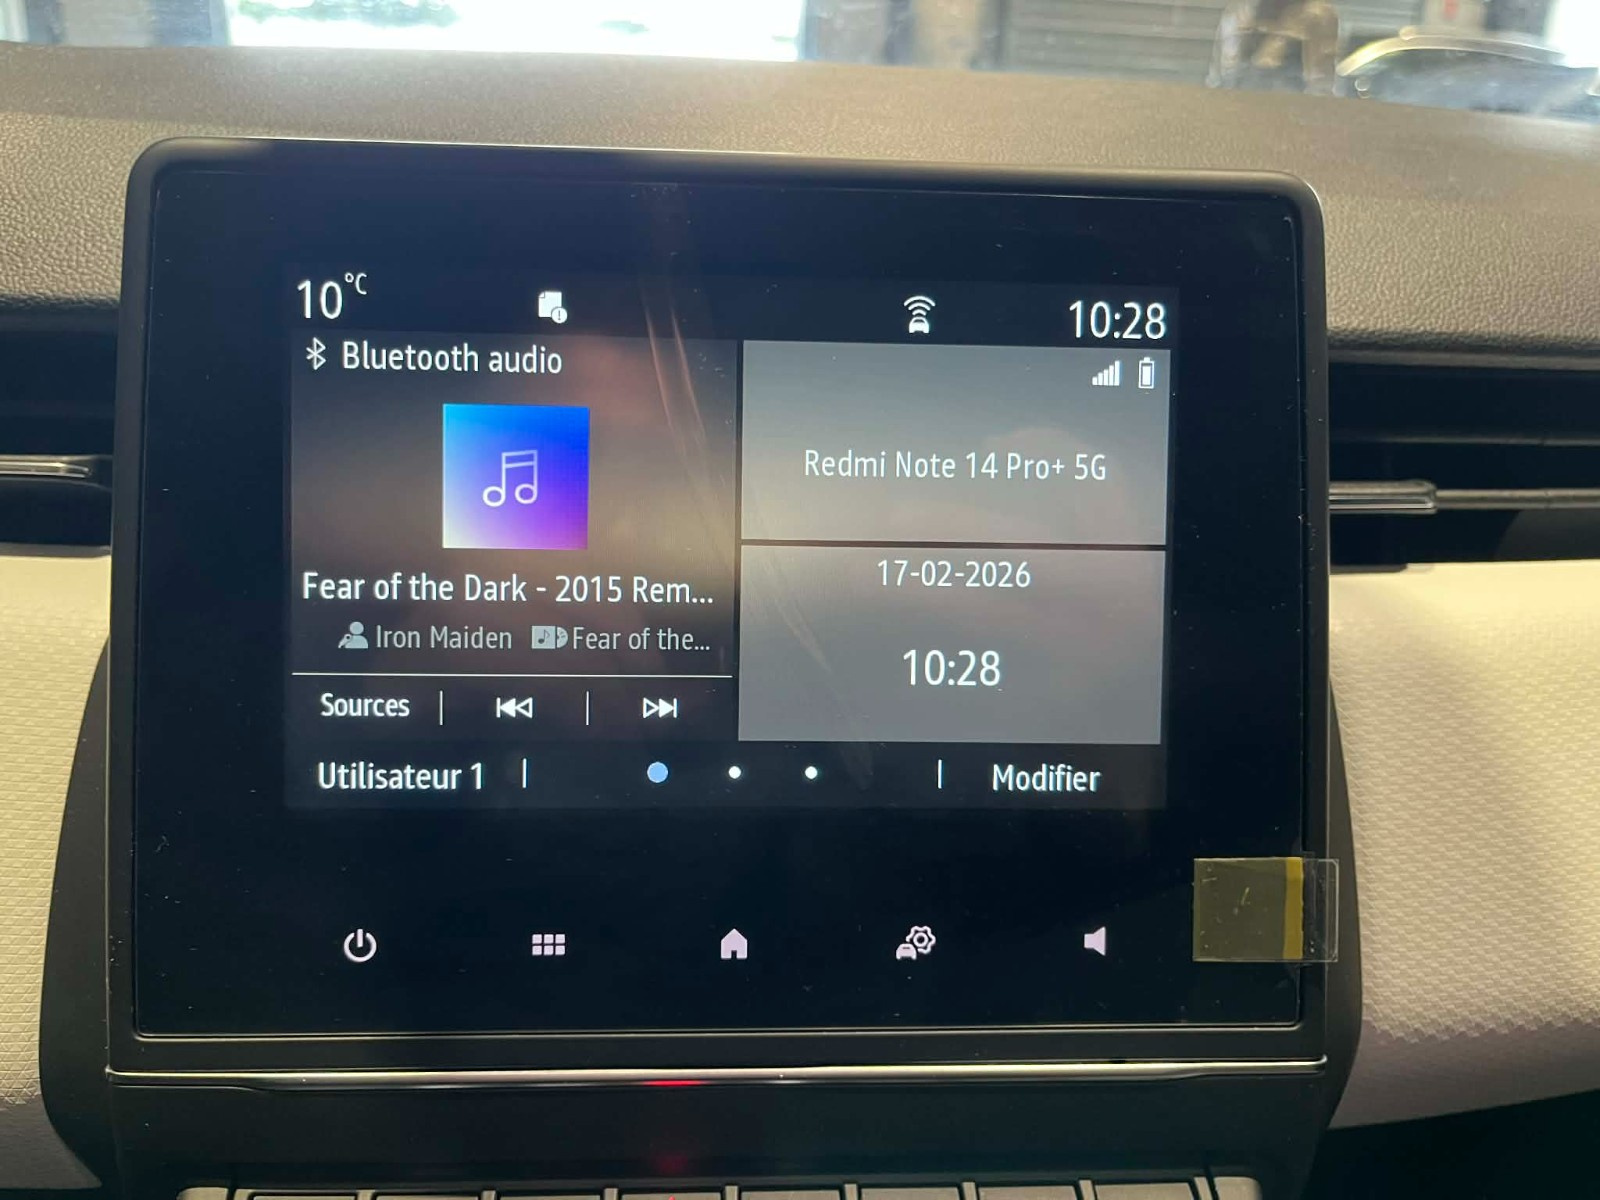 10°C
10:28
Bluetooth audio
Fear of the Dark - 2015 Rem...
Iron Maiden
Fear of the...
Sources
Redmi Note 14 Pro+ 5G
17-02-2026
10:28
Utilisateur 1
Modifier